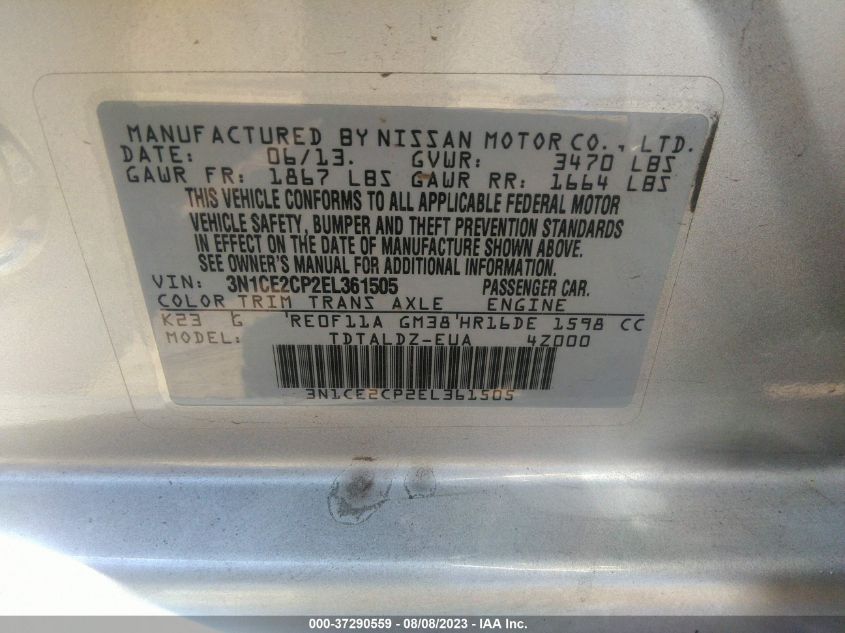 MANUFACTURED BY NISSAN MOTOR CO., LTD.
DATE: 06/13. GVWR: 3470 LBS
GAWR FR: 1867 LBS GAWR RR: 1664 LBS
THIS VEHICLE CONFORMS TO ALL APPLICABLE FEDERAL MOTOR
VEHICLE SAFETY, BUMPER AND THEFT PREVENTION STANDARDS
IN EFFECT ON THE DATE OF MANUFACTURE SHOWN ABOVE.
SEE OWNER'S MANUAL FOR ADDITIONAL INFORMATION.
VIN: 3N1CE2CP2EL361505 PASSENGER CAR.
COLOR TRIM TRANS AXLE ENGINE
K23 G RE0F11A GM38 HR16DE 1598 CC
MODEL: TDTALDZ-EUA 4Z000
3N1CE2CP2EL361505
000-37290559 - 08/08/2023 - IAA Inc.